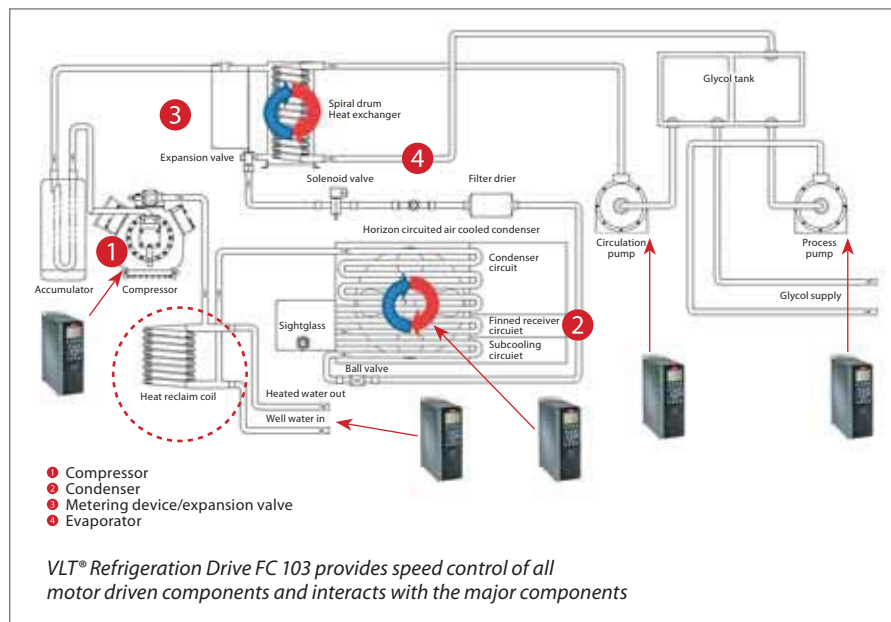 Glycol tank
3
Spiral drum
Heat exchanger
Expansion valve
4
Solenoid valve
Filter drier
Horizon circuited air cooled condenser
Circulation
pump
Process
pump
1
Condenser
circuit
Accumulator
Compressor
Glycol supply
Sightglass
Finned receiver
circuiet
2
Subcooling
circuiet
Ball valve
Heat reclaim coil
Heated water out
Well water in
1 Compressor
2 Condenser
3 Metering device/expansion valve
4 Evaporator
VLT® Refrigeration Drive FC 103 provides speed control of all
motor driven components and interacts with the major components